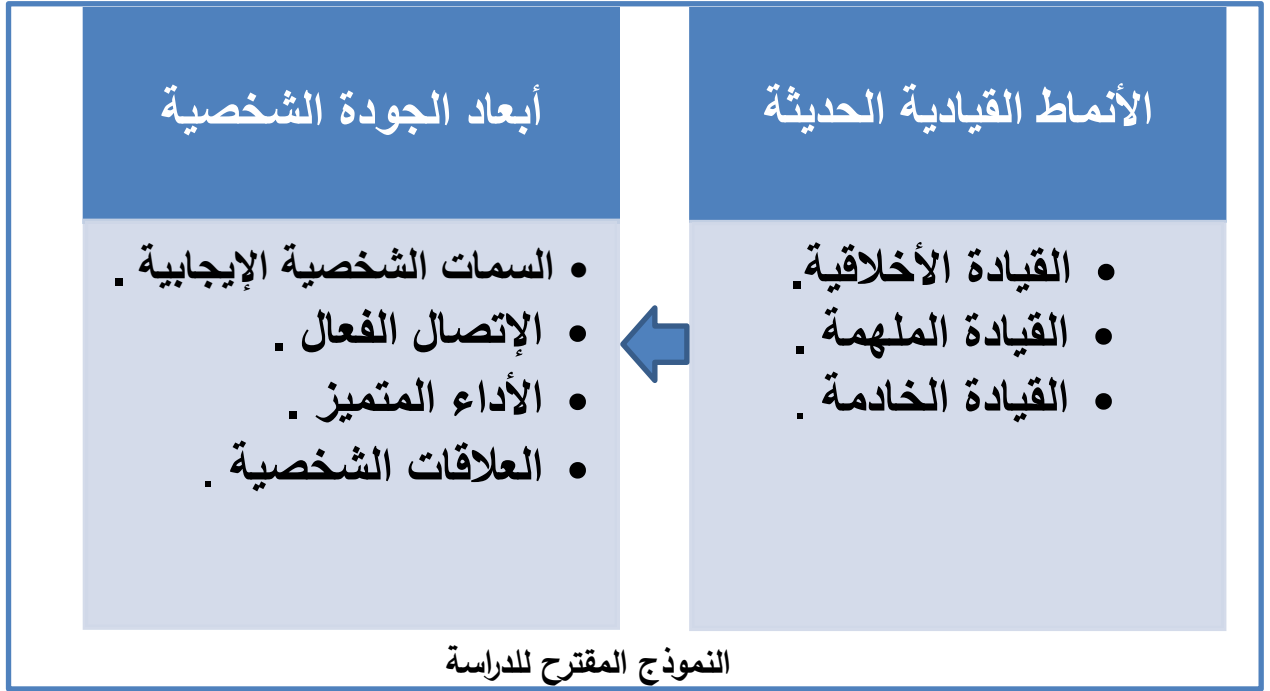 الأنماط القيادية الحديثة
• القيادة الأخلاقية.
• القيادة الملهمة .
• القيادة الخادمة .
أبعاد الجودة الشخصية
• السمات الشخصية الإيجابية .
• الإتصال الفعال .
• الأداء المتميز .
• العلاقات الشخصية .
النموذج المقترح للدراسة